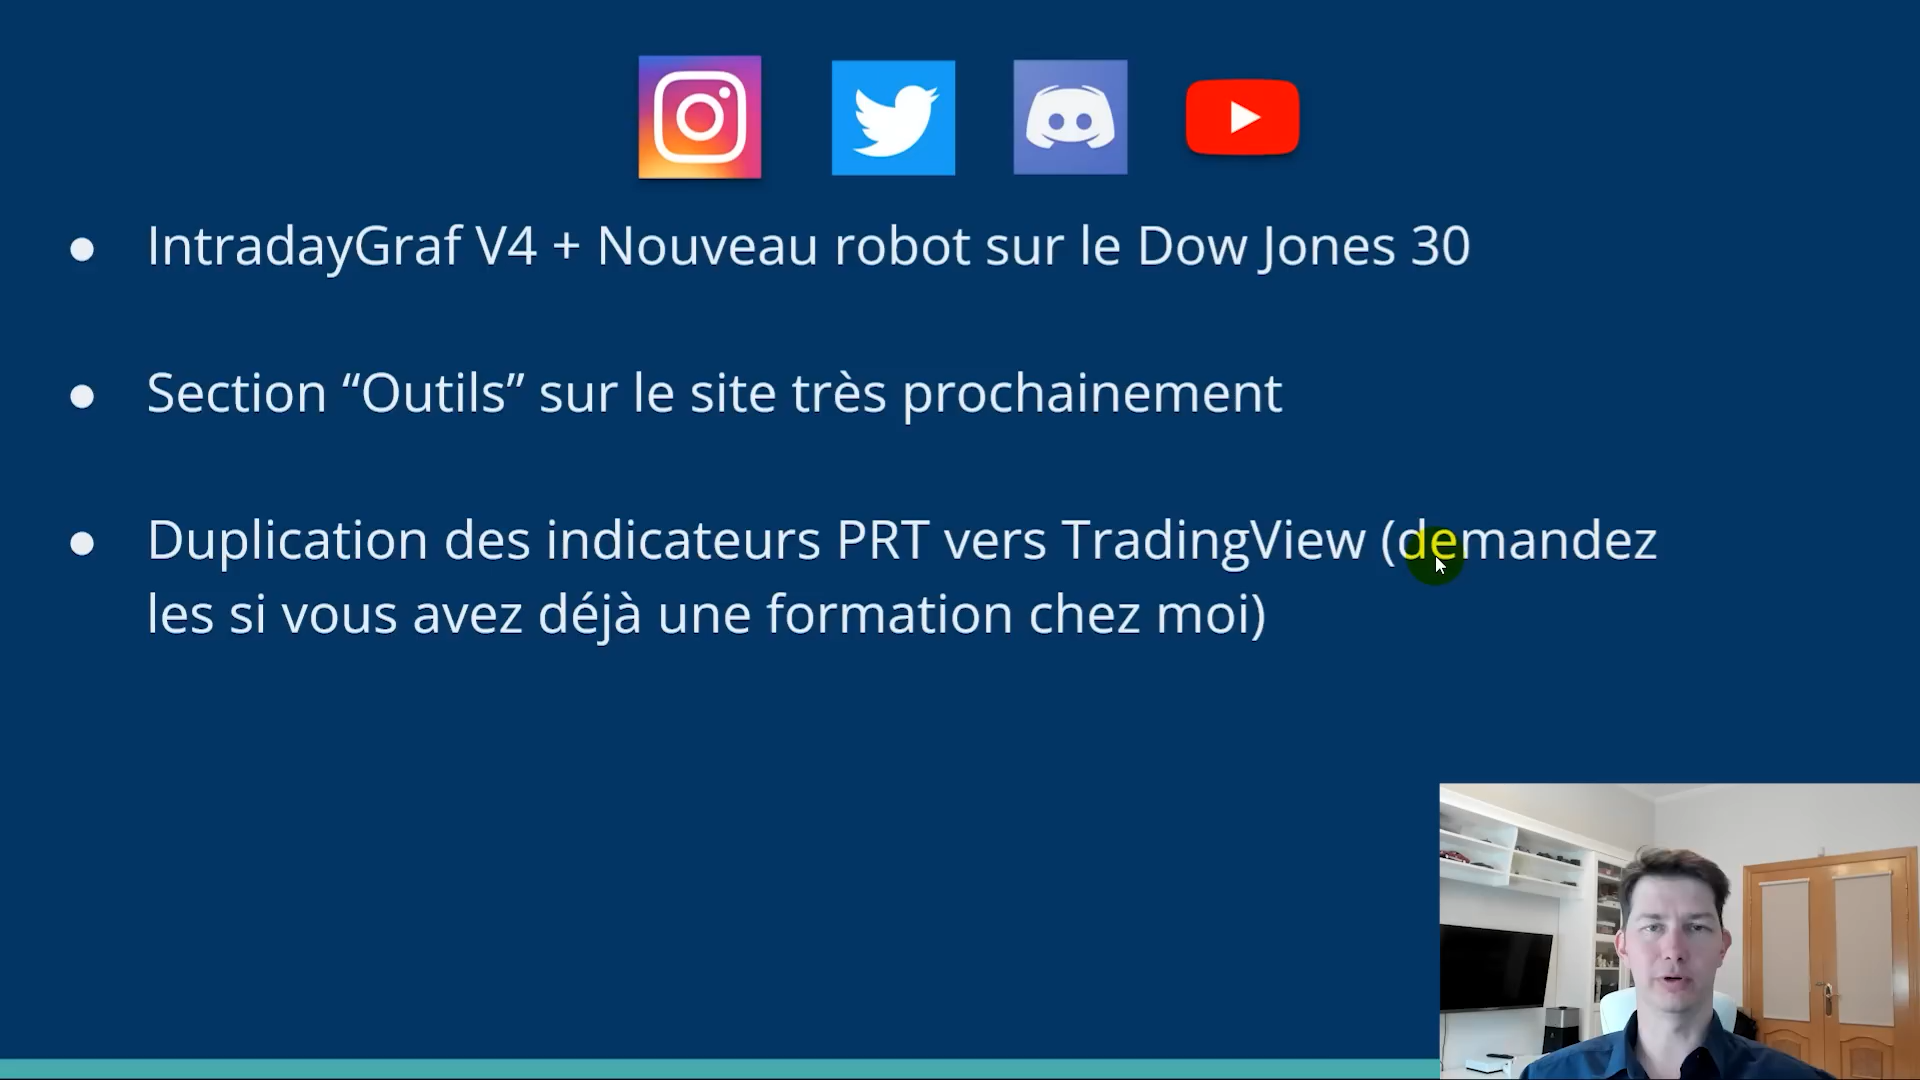 IntradayGraf V4 + Nouveau robot sur le Dow Jones 30
Section “Outils” sur le site très prochainement
Duplication des indicateurs PRT vers TradingView (demandez
les si vous avez déjà une formation chez moi)